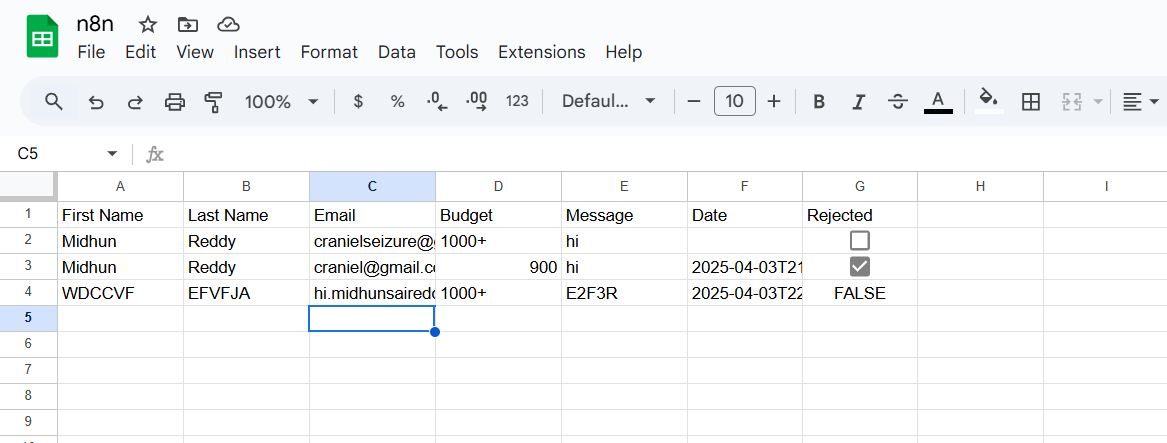 n8n
File Edit View Insert Format Data Tools Extensions Help
100% $ % .0 .00 123 Defaul... − 10 + B I S A
C5 fx
A B C D E F G H I
1 First Name Last Name Email Budget Message Date Rejected
2 Midhun Reddy cranielseizure@ 1000+ hi
3 Midhun Reddy craniel@gmail.co 900 hi 2025-04-03T21
4 WDCCVF EFVFJA hi.midhunsairedd 1000+ E2F3R 2025-04-03T22 FALSE
5
6
7
8
9